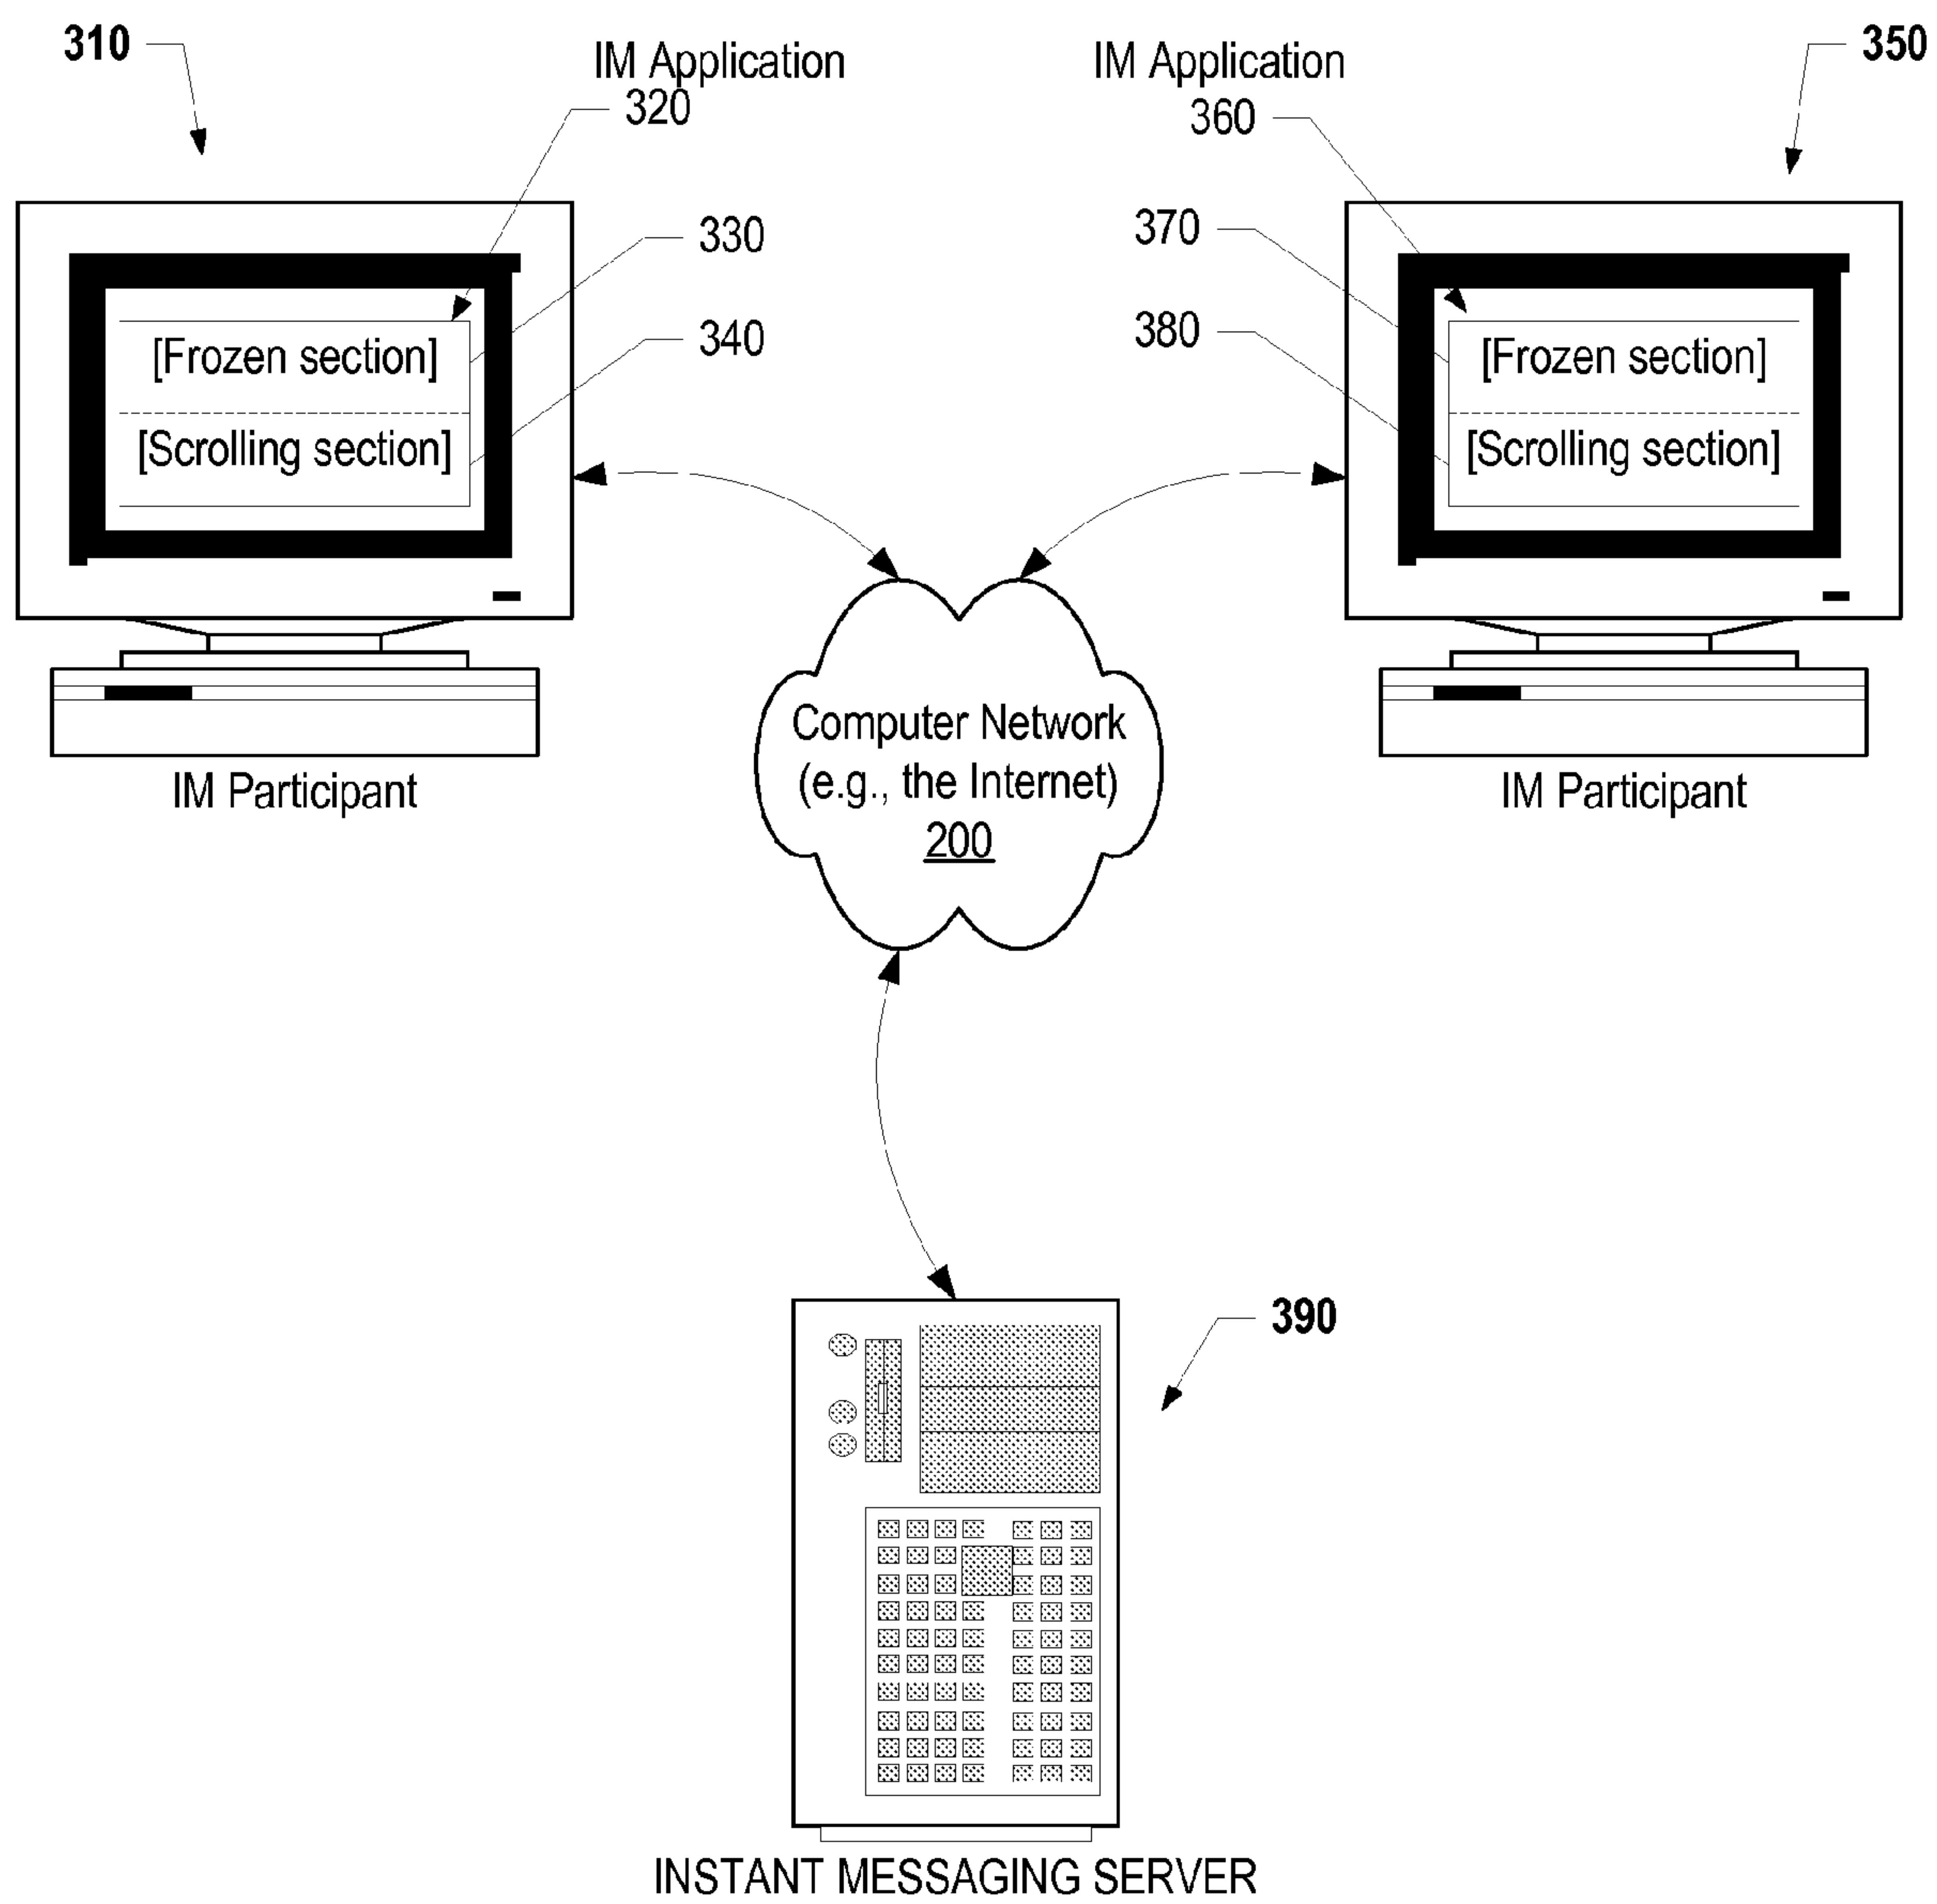 310
IM Application
320
IM Application
360
350
330
340
370
380
[Frozen section]
[Scrolling section]
[Frozen section]
[Scrolling section]
IM Participant
IM Participant
Computer Network
(e.g., the Internet)
200
390
INSTANT MESSAGING SERVER